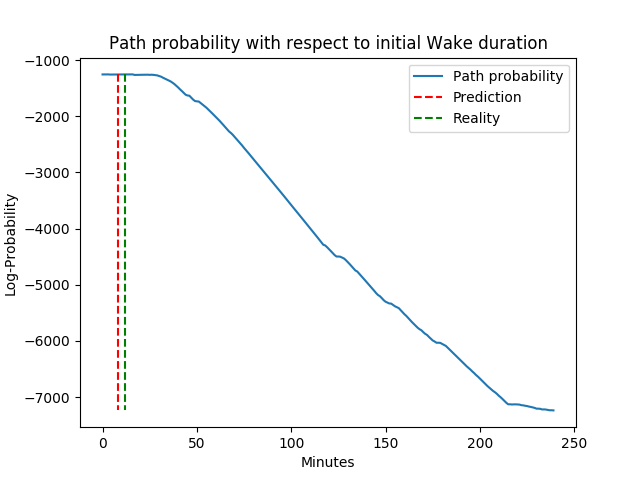 Path probability with respect to initial Wake duration
Path probability
Prediction
Reality
−1000
−2000
−3000
−4000
−5000
−6000
−7000
Log-Probability
0 50 100 150 200 250
Minutes